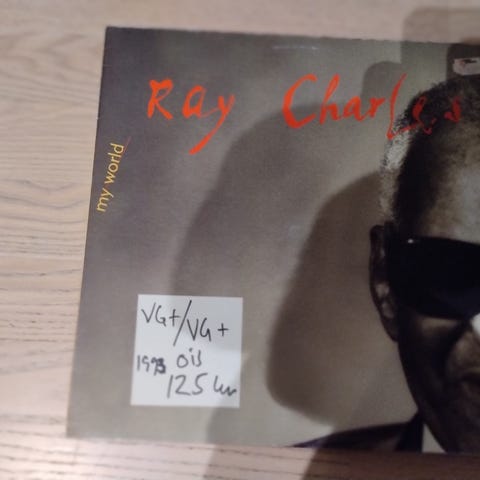 Ray Charles
my world
VG+/VG+
1993 OiS
125 kr